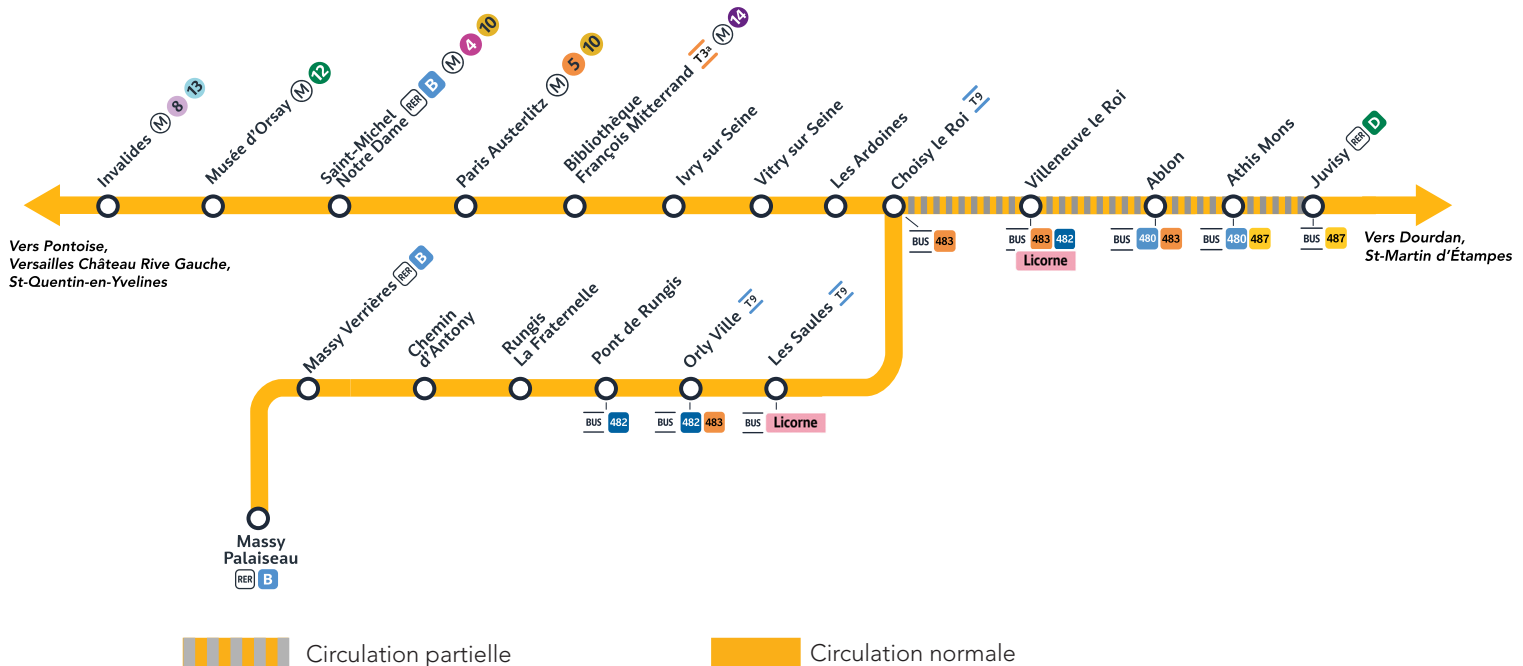 Invalides M 8 13
Musée d'Orsay M 12
Saint-Michel
Notre Dame RER B M 4 10
Paris Austerlitz M 5 10
Bibliothèque
François Mitterrand T3a M 14
Ivry sur Seine
Vitry sur Seine
Les Ardoines
Choisy le Roi T9
Villeneuve le Roi
Ablon
Athis Mons
Juvisy RER D
Vers Pontoise,
Versailles Château Rive Gauche,
St-Quentin-en-Yvelines
BUS 483
BUS 483 482
Licorne
BUS 480 483
BUS 480 487
BUS 487
Vers Dourdan,
St-Martin d'Étampes
Massy Verrières RER B
Chemin
d'Antony
Rungis
La Fraternelle
Pont de Rungis
Orly Ville T9
Les Saules T9
BUS 482
BUS 482 483
BUS Licorne
Massy
Palaiseau
RER B
Circulation partielle
Circulation normale